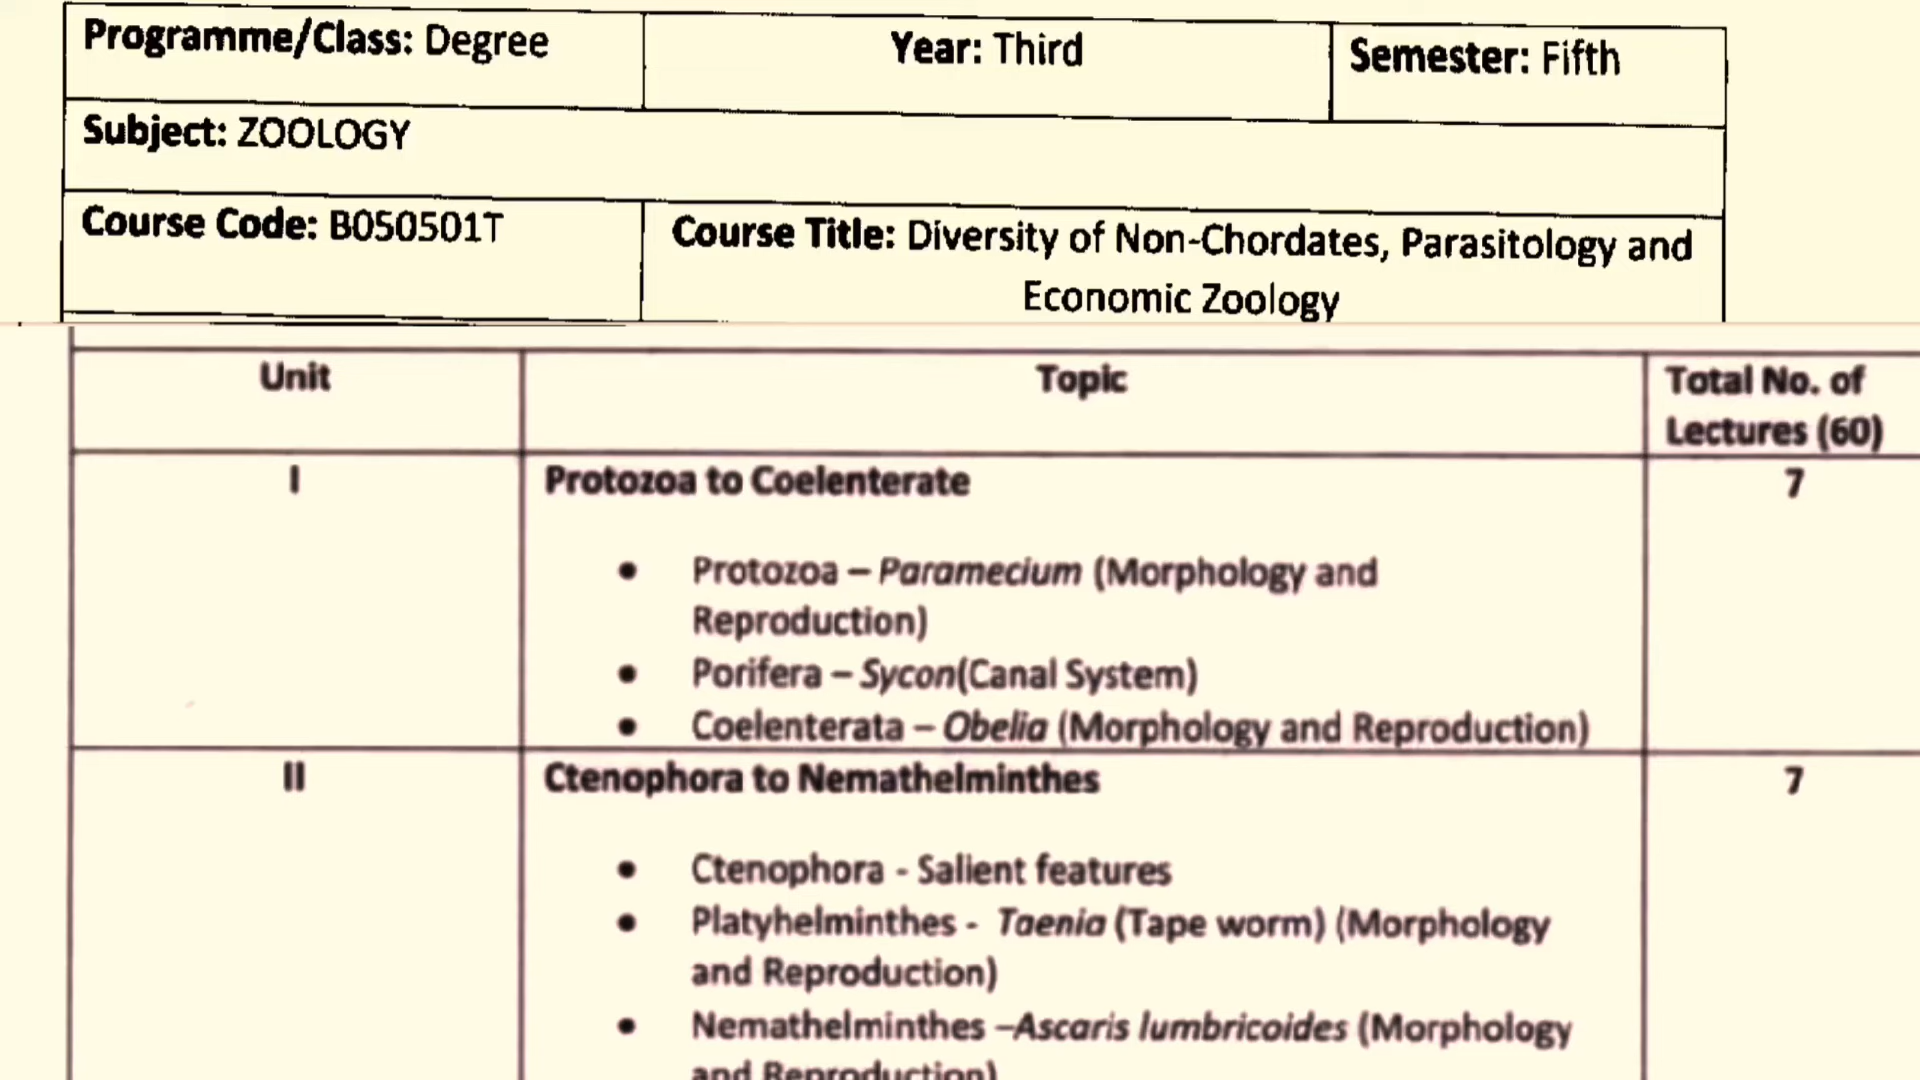 Programme/Class: Degree
Year: Third
Semester: Fifth
Subject: ZOOLOGY
Course Code: B050501T
Course Title: Diversity of Non-Chordates, Parasitology and
Economic Zoology
Unit
Topic
Total No. of
Lectures (60)
I
Protozoa to Coelenterate
7
• Protozoa – Paramecium (Morphology and
Reproduction)
• Porifera – Sycon(Canal System)
• Coelenterata – Obelia (Morphology and Reproduction)
II
Ctenophora to Nemathelminthes
7
• Ctenophora - Salient features
• Platyhelminthes - Taenia (Tape worm) (Morphology
and Reproduction)
• Nemathelminthes –Ascaris lumbricoides (Morphology
and Reproduction)